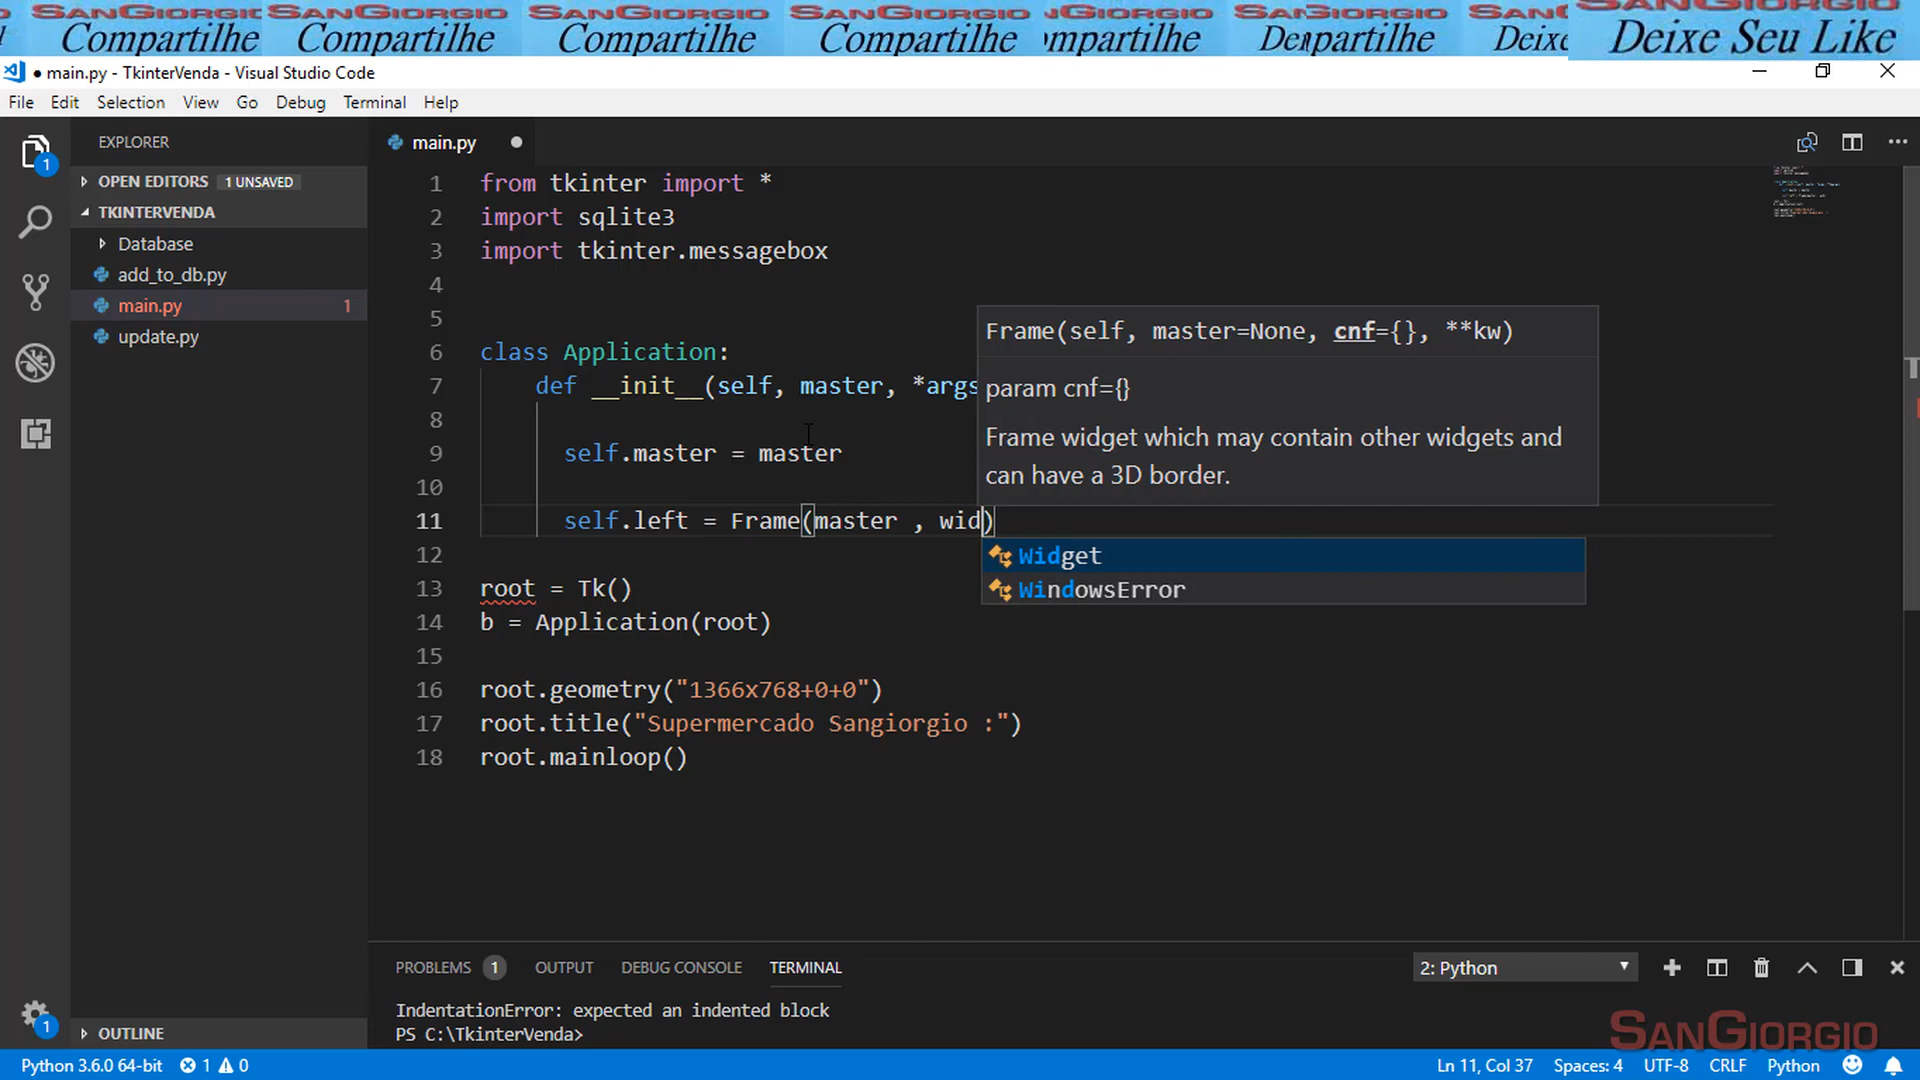 SANGIORGIO SANGIORGIO SANGIORGIO SANGIORGIO NGIORGIO SANGIORGIO SANG SANGIORGIO
Compartilhe Compartilhe Compartilhe Compartilhe mpartilhe partilhe Deixe Deixe Seu Like
● main.py - TkinterVenda - Visual Studio Code
File Edit Selection View Go Debug Terminal Help
EXPLORER
main.py
OPEN EDITORS 1 UNSAVED
TKINTERVENDA
Database
add_to_db.py
main.py 1
update.py
1 from tkinter import *
2 import sqlite3
3 import tkinter.messagebox
4
5
6 class Application:
7 def __init__(self, master, *args
8
9 self.master = master
10
11 self.left = Frame(master , wid)
12
13 root = Tk()
14 b = Application(root)
15
16 root.geometry("1366x768+0+0")
17 root.title("Supermercado Sangiorgio :")
18 root.mainloop()
Frame(self, master=None, cnf={}, **kw)
param cnf={}
Frame widget which may contain other widgets and
can have a 3D border.
Widget
WindowsError
PROBLEMS 1 OUTPUT DEBUG CONSOLE TERMINAL 2: Python
IndentationError: expected an indented block
PS C:\TkinterVenda>
1
1
OUTLINE
SANGIORGIO
Python 3.6.0 64-bit 1 0 Ln 11, Col 37 Spaces: 4 UTF-8 CRLF Python